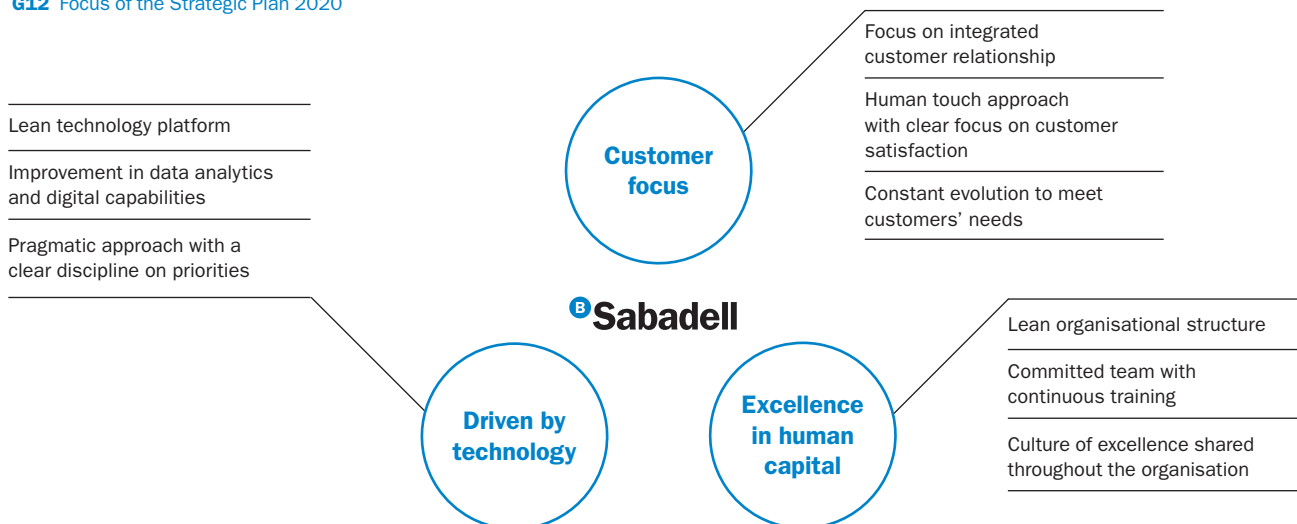 G12 Focus of the Strategic Plan 2020
Lean technology platform
Improvement in data analytics
and digital capabilities
Pragmatic approach with a
clear discipline on priorities
Customer
focus
Focus on integrated
customer relationship
Human touch approach
with clear focus on customer
satisfaction
Constant evolution to meet
customers’ needs
B Sabadell
Driven by
technology
Excellence
in human
capital
Lean organisational structure
Committed team with
continuous training
Culture of excellence shared
throughout the organisation